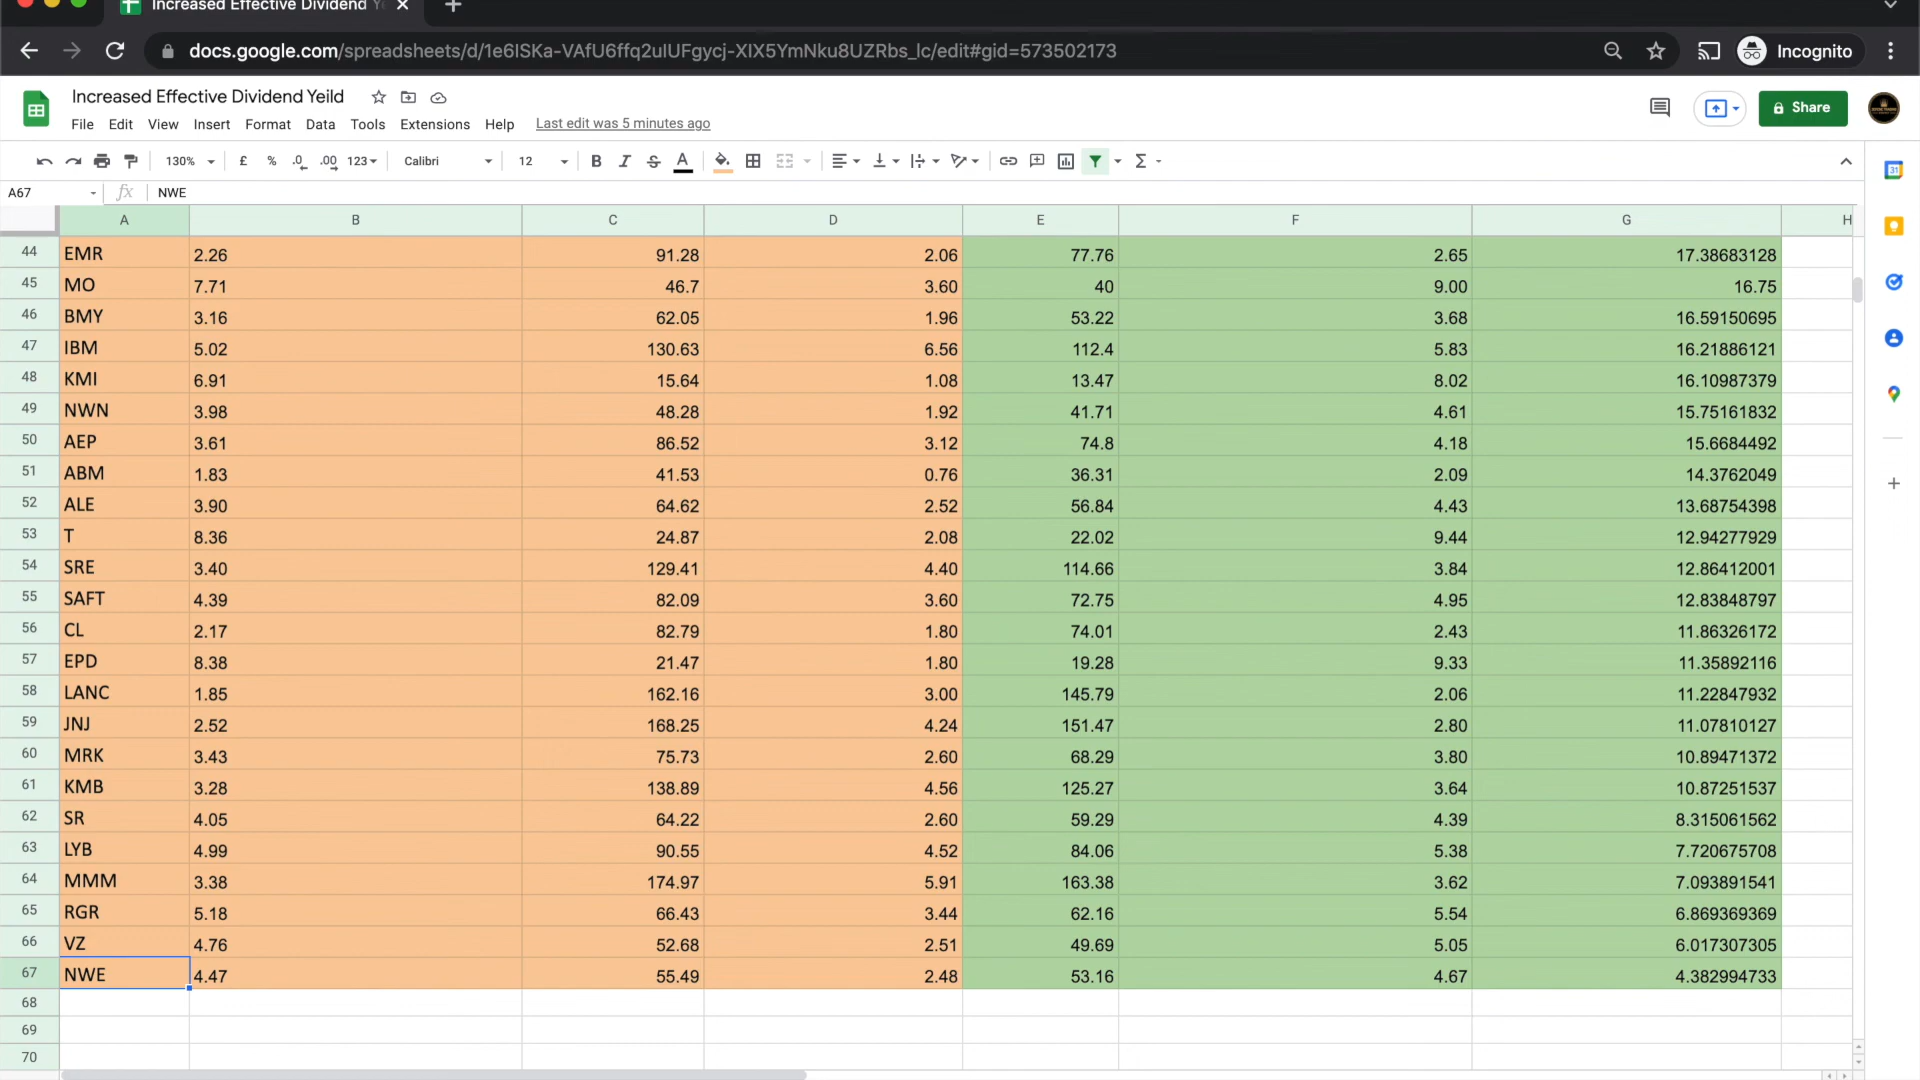 Increased Effective Dividend Y
docs.google.com/spreadsheets/d/1e6ISKa-VAfU6ffq2uIUFgycj-XIX5YmNku8UZRbs_lc/edit#gid=573502173
Incognito
Increased Effective Dividend Yeild
Share
File Edit View Insert Format Data Tools Extensions Help Last edit was 5 minutes ago
130% £ % .0 .00 123 Calibri 12 B I S A Σ
31
A67 fx NWE
A B C D E F G H
44 EMR 2.26 91.28 2.06 77.76 2.65 17.38683128
45 MO 7.71 46.7 3.60 40 9.00 16.75
46 BMY 3.16 62.05 1.96 53.22 3.68 16.59150695
47 IBM 5.02 130.63 6.56 112.4 5.83 16.21886121
48 KMI 6.91 15.64 1.08 13.47 8.02 16.10987379
49 NWN 3.98 48.28 1.92 41.71 4.61 15.75161832
50 AEP 3.61 86.52 3.12 74.8 4.18 15.6684492
51 ABM 1.83 41.53 0.76 36.31 2.09 14.3762049
52 ALE 3.90 64.62 2.52 56.84 4.43 13.68754398
53 T 8.36 24.87 2.08 22.02 9.44 12.94277929
54 SRE 3.40 129.41 4.40 114.66 3.84 12.86412001
55 SAFT 4.39 82.09 3.60 72.75 4.95 12.83848797
56 CL 2.17 82.79 1.80 74.01 2.43 11.86326172
57 EPD 8.38 21.47 1.80 19.28 9.33 11.35892116
58 LANC 1.85 162.16 3.00 145.79 2.06 11.22847932
59 JNJ 2.52 168.25 4.24 151.47 2.80 11.07810127
60 MRK 3.43 75.73 2.60 68.29 3.80 10.89471372
61 KMB 3.28 138.89 4.56 125.27 3.64 10.87251537
62 SR 4.05 64.22 2.60 59.29 4.39 8.315061562
63 LYB 4.99 90.55 4.52 84.06 5.38 7.720675708
64 MMM 3.38 174.97 5.91 163.38 3.62 7.093891541
65 RGR 5.18 66.43 3.44 62.16 5.54 6.869369369
66 VZ 4.76 52.68 2.51 49.69 5.05 6.017307305
67 NWE 4.47 55.49 2.48 53.16 4.67 4.382994733
68
69
70